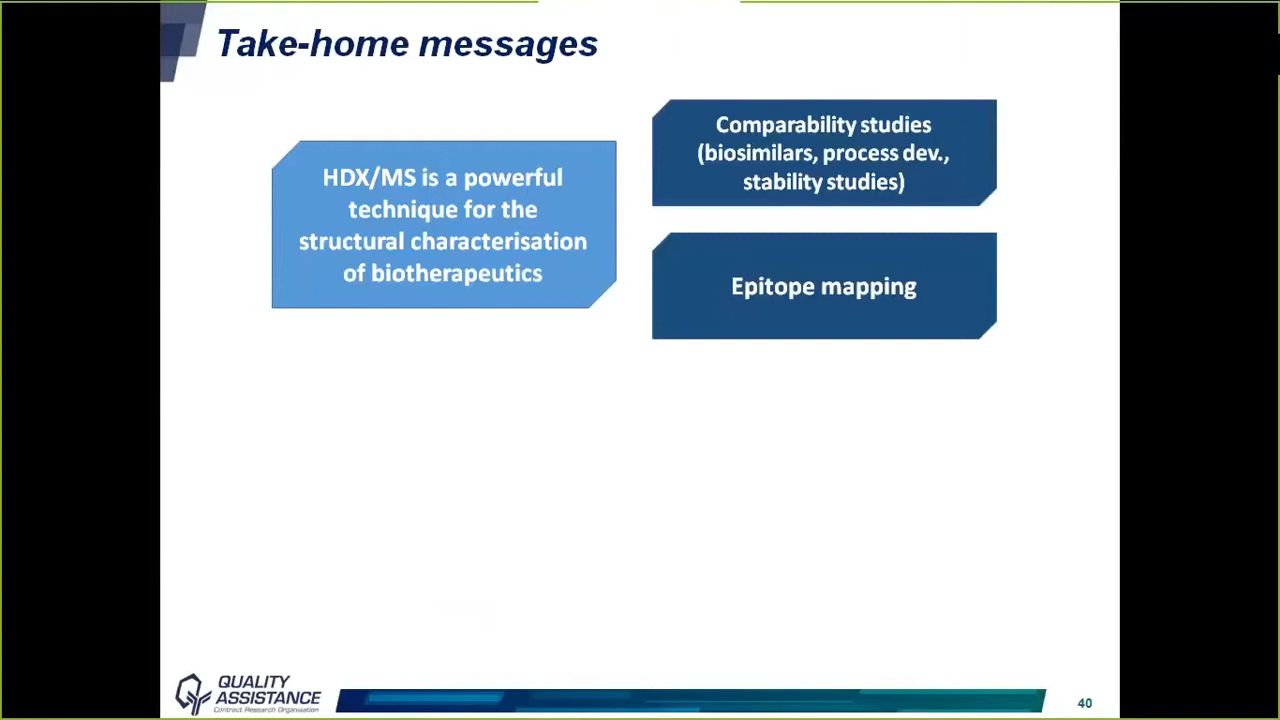 Take-home messages
HDX/MS is a powerful
technique for the
structural characterisation
of biotherapeutics
Comparability studies
(biosimilars, process dev.,
stability studies)
Epitope mapping
QUALITY
ASSISTANCE
Contract Research Organisation
40